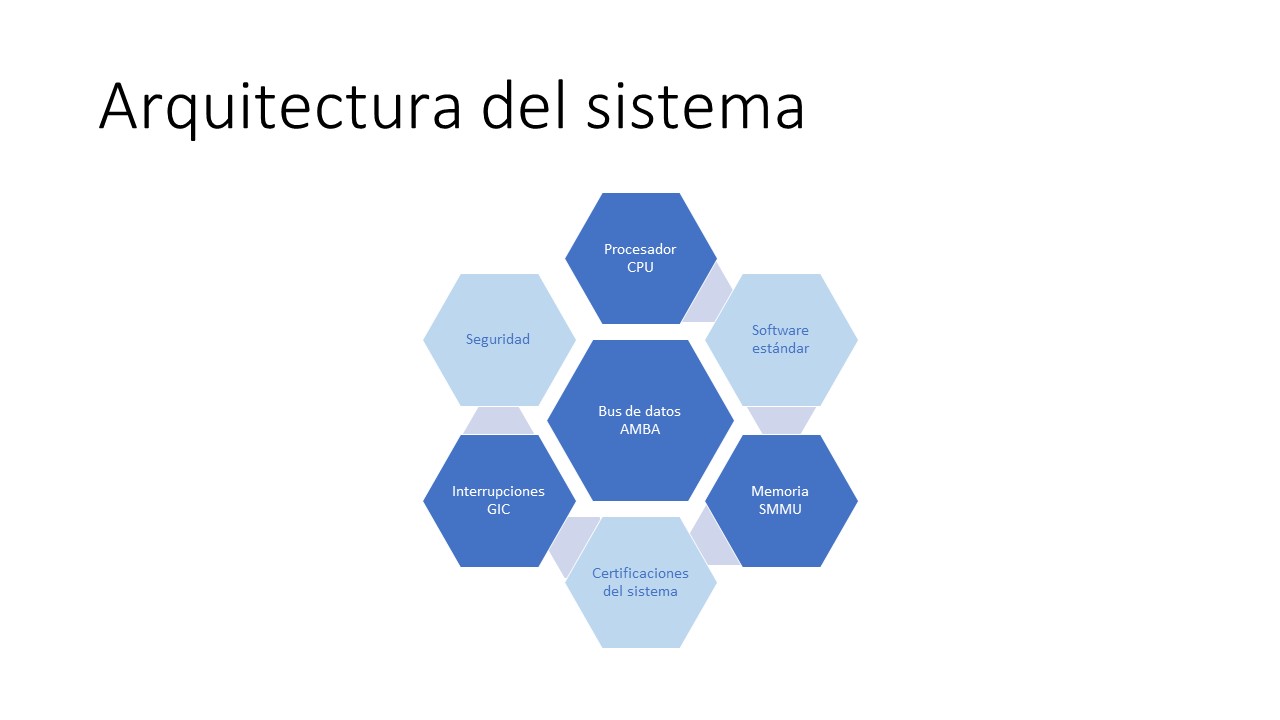 Arquitectura del sistema
Procesador
CPU
Software
estándar
Seguridad
Bus de datos
AMBA
Interrupciones
GIC
Memoria
SMMU
Certificaciones
del sistema